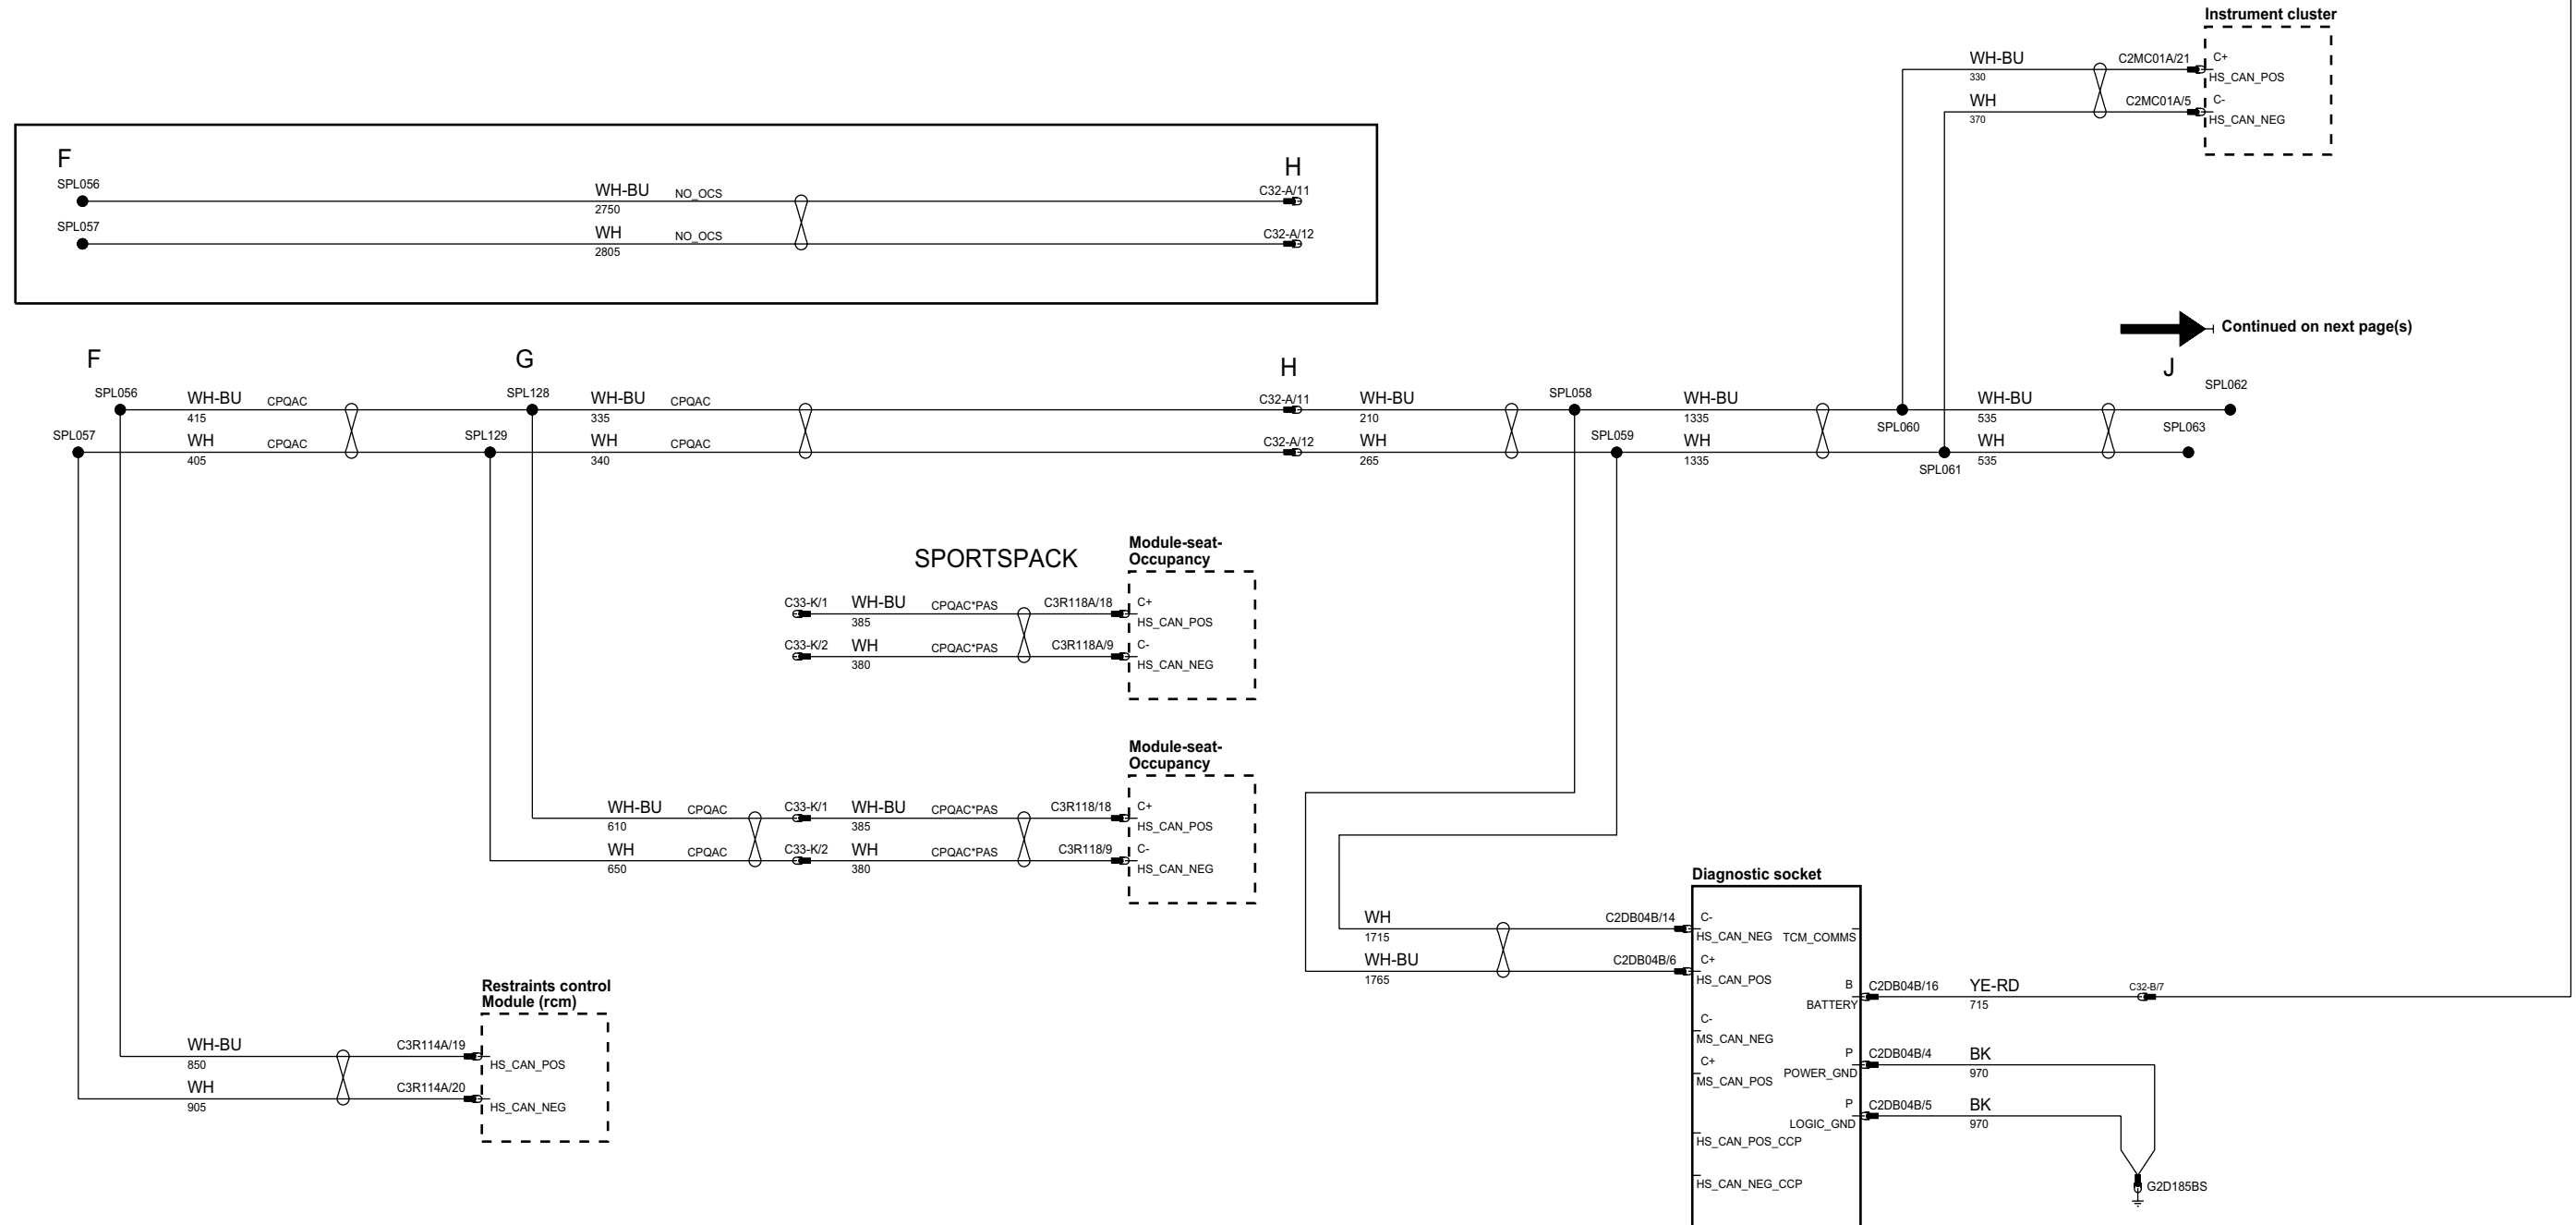 Instrument cluster
WH-BU
330
C2MC01A/21
C+
HS_CAN_POS
WH
370
C2MC01A/5
C-
HS_CAN_NEG
F
H
SPL056
WH-BU
2750
NO_OCS
C32-A/11
SPL057
WH
2805
NO_OCS
C32-A/12
Continued on next page(s)
F
G
H
J
SPL056
WH-BU
415
CPQAC
SPL128
WH-BU
335
CPQAC
C32-A/11
WH-BU
210
SPL058
WH-BU
1335
SPL060
WH-BU
535
SPL062
SPL057
WH
405
CPQAC
SPL129
WH
340
CPQAC
C32-A/12
WH
265
SPL059
WH
1335
SPL061
WH
535
SPL063
SPORTSPACK
Module-seat-
Occupancy
C33-K/1
WH-BU
385
CPQAC*PAS
C3R118A/18
C+
HS_CAN_POS
C33-K/2
WH
380
CPQAC*PAS
C3R118A/9
C-
HS_CAN_NEG
Module-seat-
Occupancy
WH-BU
610
CPQAC
C33-K/1
WH-BU
385
CPQAC*PAS
C3R118/18
C+
HS_CAN_POS
WH
650
CPQAC
C33-K/2
WH
380
CPQAC*PAS
C3R118/9
C-
HS_CAN_NEG
Diagnostic socket
WH
1715
C2DB04B/14
C-
HS_CAN_NEG
TCM_COMMS
WH-BU
1765
C2DB04B/6
C+
HS_CAN_POS
B
BATTERY
C2DB04B/16
YE-RD
715
C32-B/7
C-
MS_CAN_NEG
C+
MS_CAN_POS
P
POWER_GND
C2DB04B/4
BK
970
P
LOGIC_GND
C2DB04B/5
BK
970
HS_CAN_POS_CCP
HS_CAN_NEG_CCP
G2D185BS
Restraints control
Module (rcm)
WH-BU
850
C3R114A/19
HS_CAN_POS
WH
905
C3R114A/20
HS_CAN_NEG